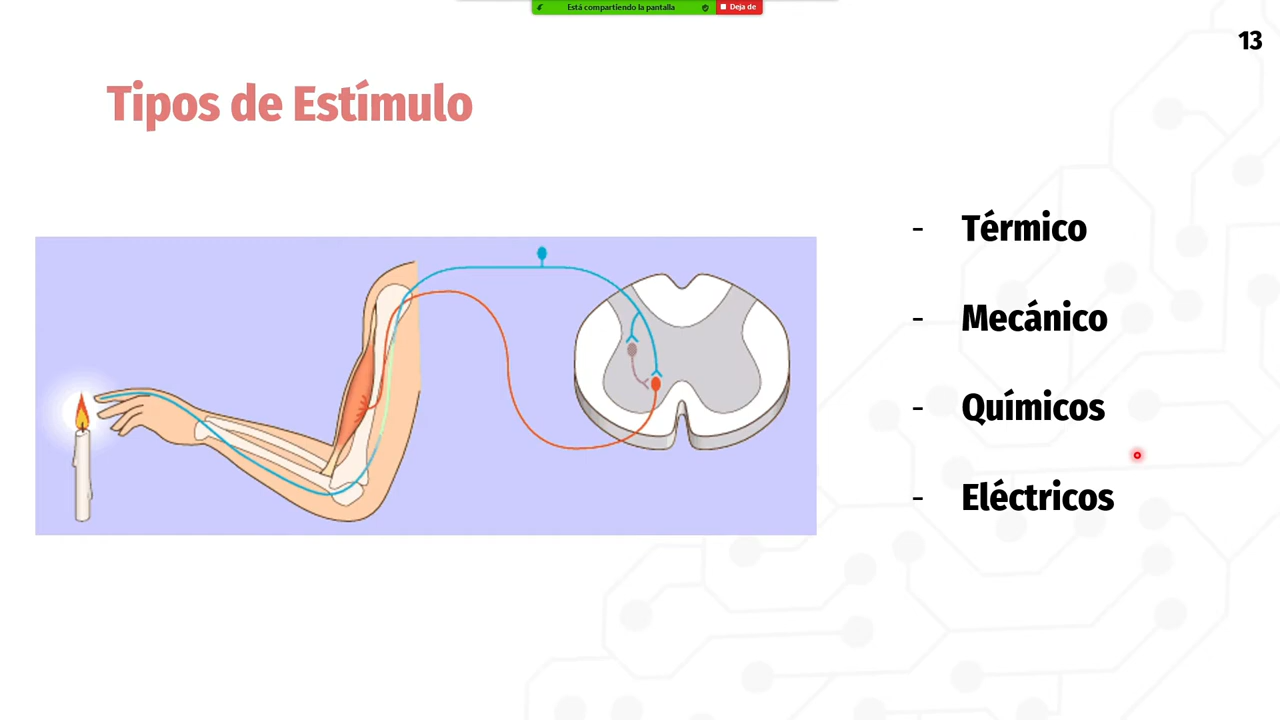 Está compartiendo la pantalla
Deja de
13
Tipos de Estímulo
- Térmico
- Mecánico
- Químicos
- Eléctricos